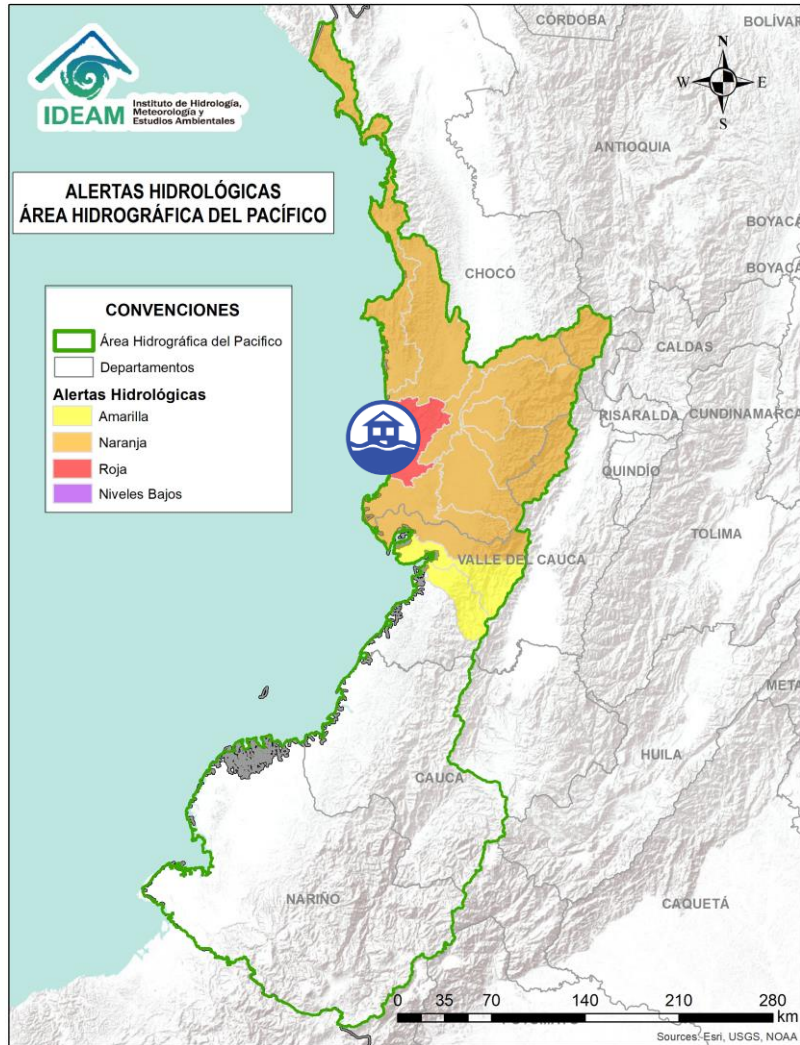 CÓRDOBA
BOLÍVAR
IDEAM
Instituto de Hidrología,
Meteorología y
Estudios Ambientales
N
W
E
S
ANTIOQUIA
ALERTAS HIDROLÓGICAS
ÁREA HIDROGRÁFICA DEL PACÍFICO
BOYACÁ
BOYACÁ
CHOCÓ
CONVENCIONES
Área Hidrográfica del Pacifico
Departamentos
Alertas Hidrológicas
Amarilla
Naranja
Roja
Niveles Bajos
CALDAS
RISARALDA
CUNDINAMARCA
QUINDÍO
TOLIMA
VALLE DEL CAUCA
META
HUILA
CAUCA
NARIÑO
CAQUETÁ
0 35 70 140 210 280
km
Sources: Esri, USGS, NOAA